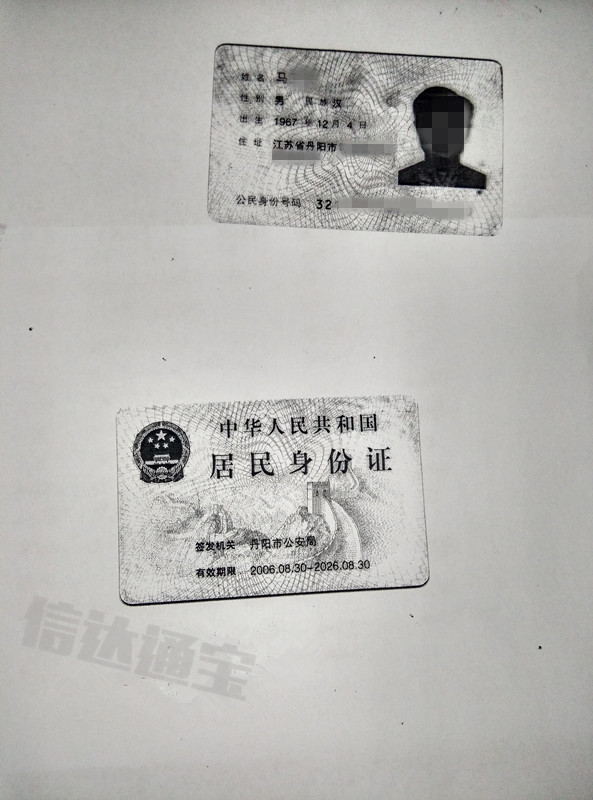 姓名 马
性别 男 民族 汉
出生 1967 年 12 月 4 日
住址 江苏省丹阳市
公民身份号码 32
中华人民共和国
居民身份证
签发机关 丹阳市公安局
有效期限 2006.08.30-2026.08.30
信达通宝